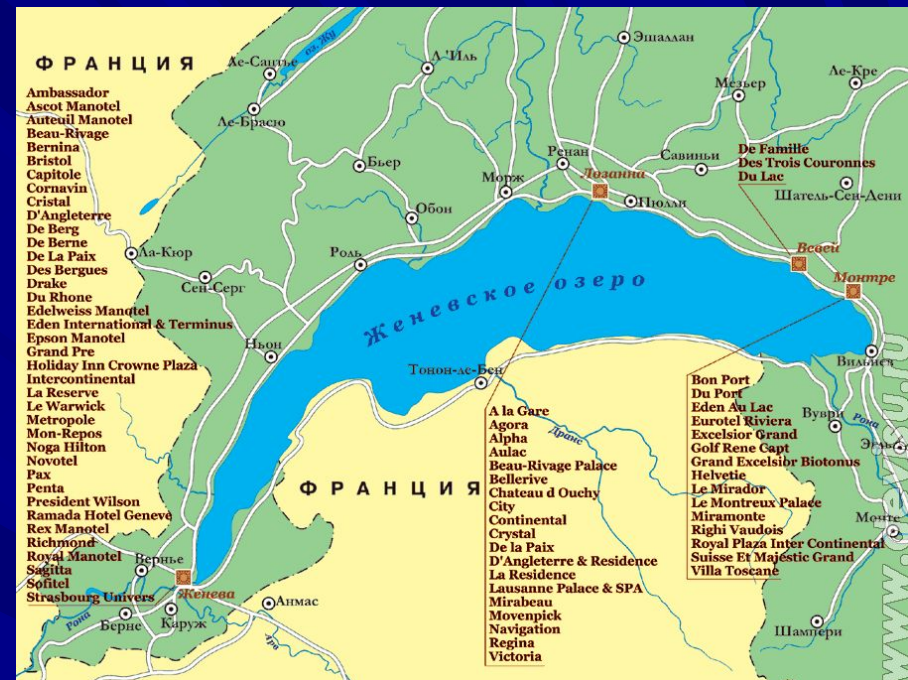 ФРАНЦИЯ
Ambassador
Ascot Manotel
Auteuil Manotel
Beau-Rivage
Bernina
Bristol
Capitole
Cornavin
Cristal
D'Angleterre
De Berg
De Berne
De La Paix
Des Bergues
Drake
Du Rhone
Edelweiss Manotel
Eden International & Terminus
Epson Manotel
Grand Pre
Holiday Inn Crowne Plaza
Intercontinental
La Reserve
Le Warwick
Metropole
Mon-Repos
Noga Hilton
Novotel
Pax
Penta
President Wilson
Ramada Hotel Geneve
Rex Manotel
Richmond
Royal Manotel
Sagitta
Sofitel
Strasbourg Univers
Ле-Сантье
оз. Жу
Л'Иль
Эшаллан
Мезьер
Ле-Кре
Ле-Брасю
Бьер
Ренан
Савиньи
Морж
Лозанна
Пюлли
Шатель-Сен-Дени
De Famille
Des Trois Couronnes
Du Lac
Обон
Ла-Кюр
Роль
Сен-Серг
Вевей
Монтре
Женевское озеро
Ньон
Тонон-ле-Бен
Вильнев
Вуври
Рона
Дранс
Монте
Шампери
ФРАНЦИЯ
A la Gare
Agora
Alpha
Aulac
Beau-Rivage Palace
Bellerive
Chateau d Ouchy
City
Continental
Crystal
De la Paix
D'Angleterre & Residence
La Residence
Lausanne Palace & SPA
Mirabeau
Movenpick
Navigation
Regina
Victoria
Bon Port
Du Port
Eden Au Lac
Eurotel Riviera
Excelsior Grand
Golf Rene Capt
Grand Excelsior Biotonus
Helvetie
Le Mirador
Le Montreux Palace
Miramonte
Righi Vaudois
Royal Plaza Inter Continental
Suisse Et Majestic Grand
Villa Toscane
Вернье
Женева
Анмас
Рона
Берне
Каруж
Арв